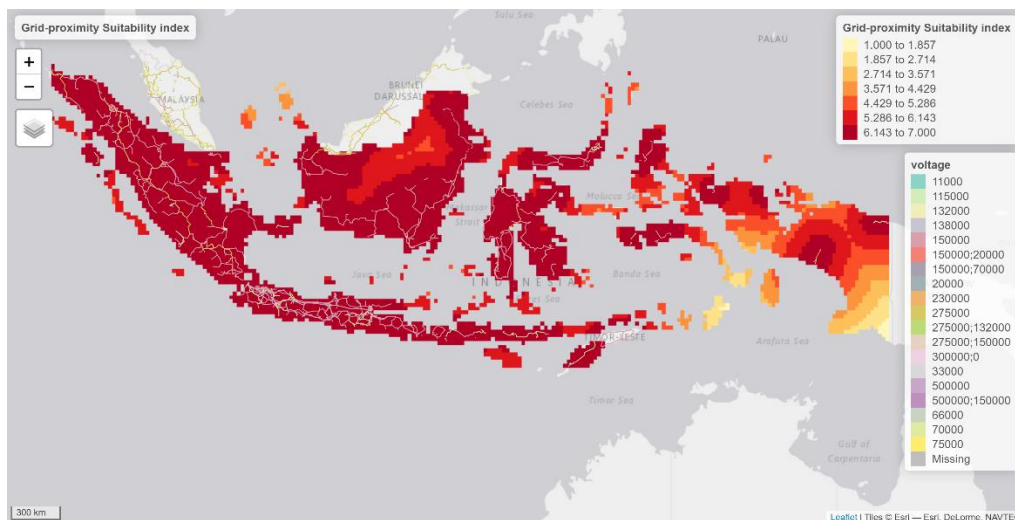 Grid-proximity Suitability index
+
−
Sulu Sea
PALAU
BRUNEI
DARUSSAL
MALAYSIA
Celebes Sea
Molucca Sea
Makassar
Strait
Java Sea
Banda Sea
INDONESIA
TIMOR-LESTE
Arafura Sea
Timor Sea
Gulf of
Carpentaria
Grid-proximity Suitability index
1.000 to 1.857
1.857 to 2.714
2.714 to 3.571
3.571 to 4.429
4.429 to 5.286
5.286 to 6.143
6.143 to 7.000
voltage
11000
115000
132000
138000
150000
150000;20000
150000;70000
20000
230000
275000
275000;132000
275000;150000
300000;0
33000
500000
500000;150000
66000
70000
75000
Missing
300 km
Leaflet | Tiles © Esri — Esri, DeLorme, NAVTE